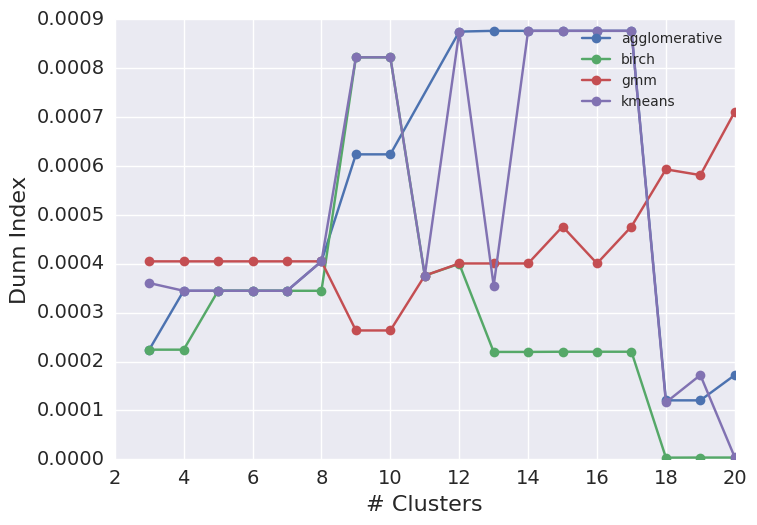 0.0009
0.0008
0.0007
0.0006
0.0005
0.0004
0.0003
0.0002
0.0001
0.0000
Dunn Index
2 4 6 8 10 12 14 16 18 20
# Clusters
agglomerative
birch
gmm
kmeans